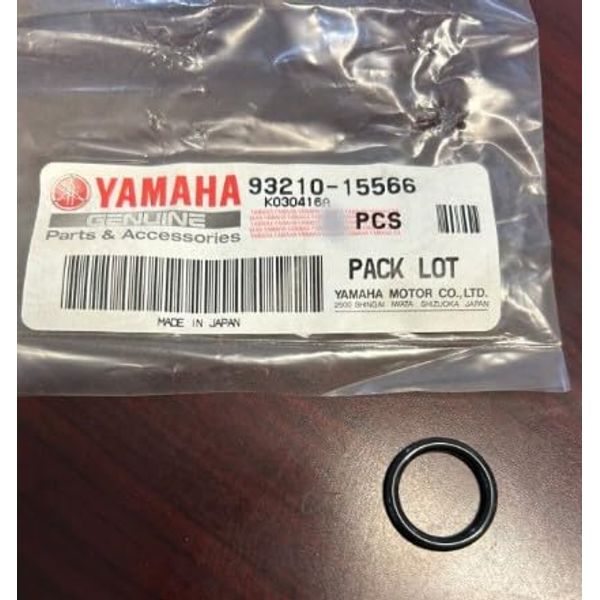 YAMAHA 93210-15566
K030416A
GENUINE
Parts & Accessories
PCS
PACK LOT
YAMAHA MOTOR CO.,LTD.
2500 SHINGAI IWATA SHIZUOKA JAPAN
MADE IN JAPAN